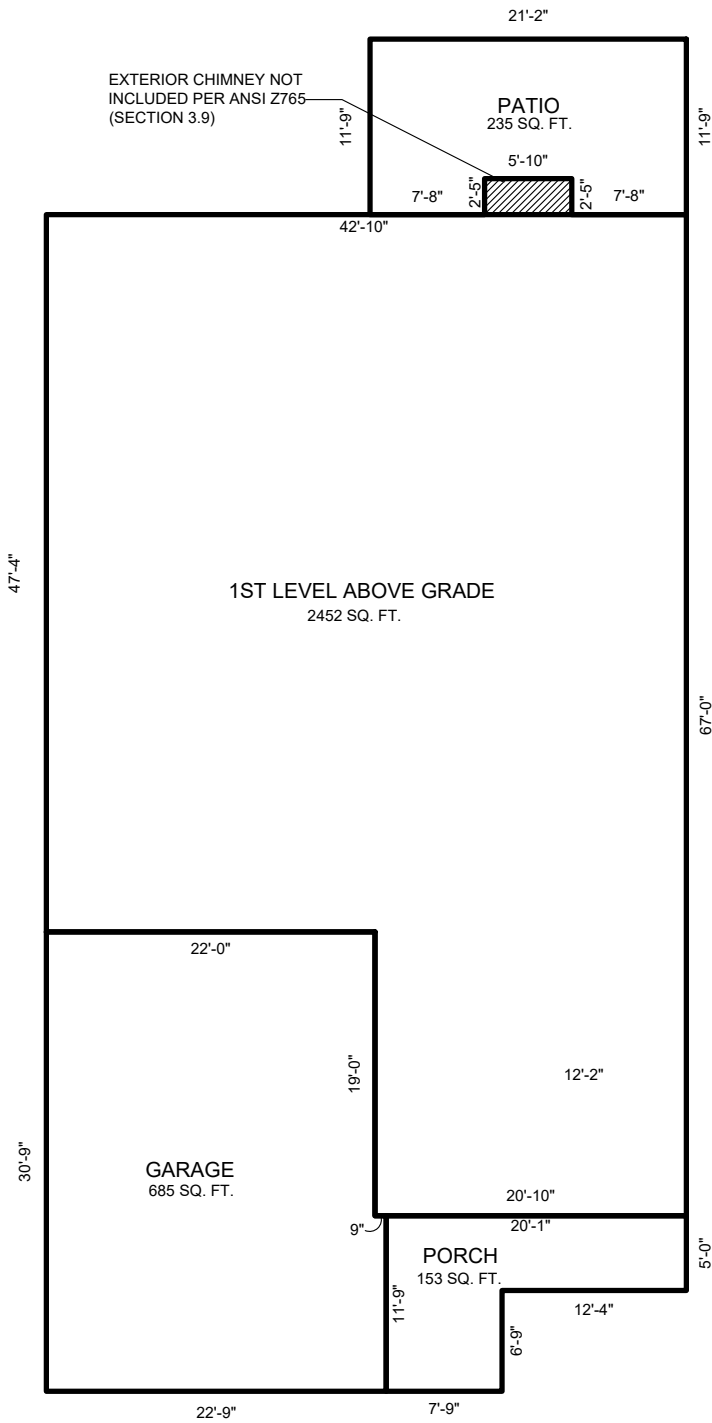 21'-2"
EXTERIOR CHIMNEY NOT
INCLUDED PER ANSI Z765
(SECTION 3.9)
11'-9"
PATIO
235 SQ. FT.
11'-9"
5'-10"
7'-8"
2'-5"
2'-5"
7'-8"
42'-10"
47'-4"
1ST LEVEL ABOVE GRADE
2452 SQ. FT.
67'-0"
22'-0"
19'-0"
12'-2"
30'-9"
GARAGE
685 SQ. FT.
20'-10"
9"
20'-1"
PORCH
153 SQ. FT.
5'-0"
11'-9"
12'-4"
6'-9"
22'-9"
7'-9"